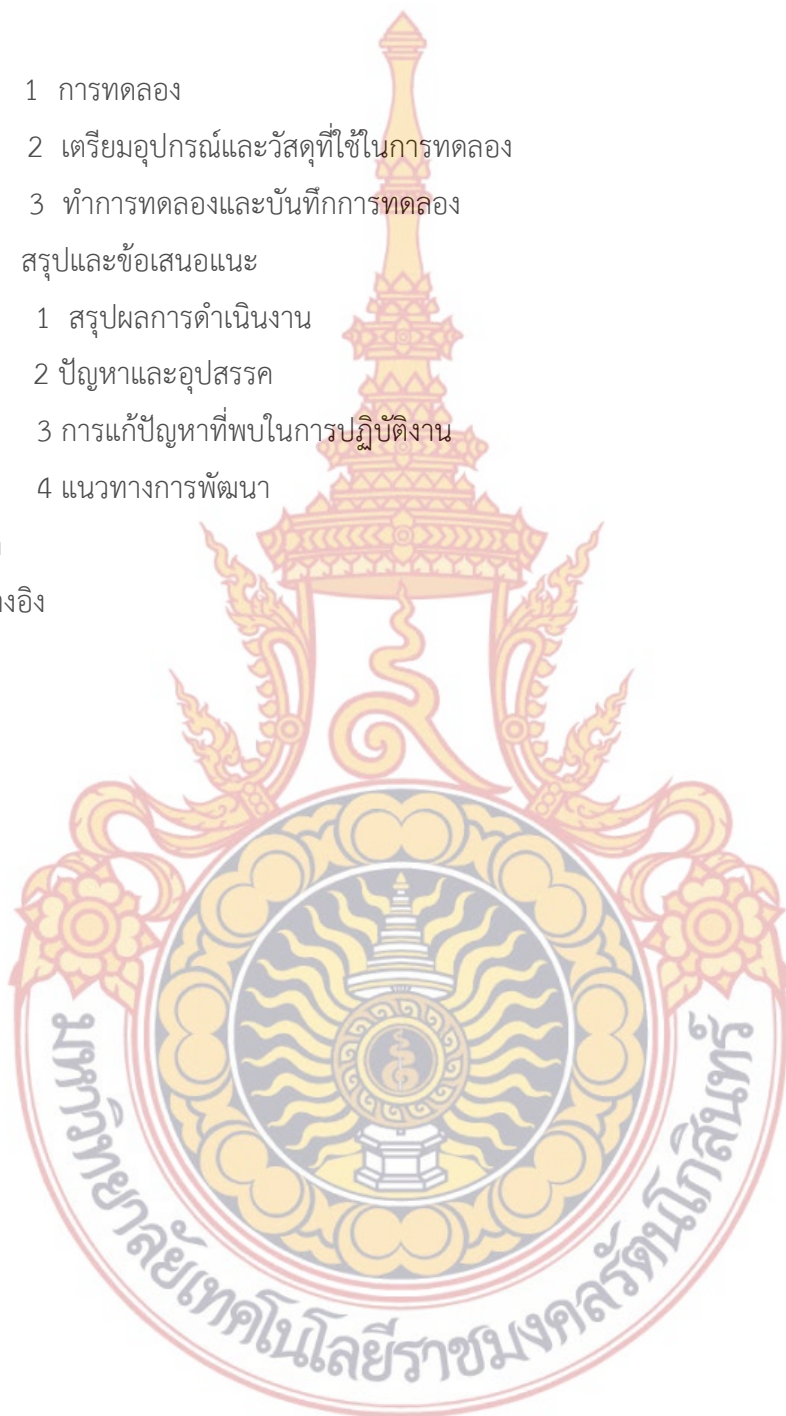 1 การทดลอง
2 เตรียมอุปกรณ์และวัสดุที่ใช้ในการทดลอง
3 ทำการทดลองและบันทึกการทดลอง
สรุปและข้อเสนอแนะ
1 สรุปผลการดำเนินงาน
2 ปัญหาและอุปสรรค
3 การแก้ปัญหาที่พบในการปฏิบัติงาน
4 แนวทางการพัฒนา
งอิง
มหาวิทยาลัยเทคโนโลยีราชมงคลรัตนโกสินทร์